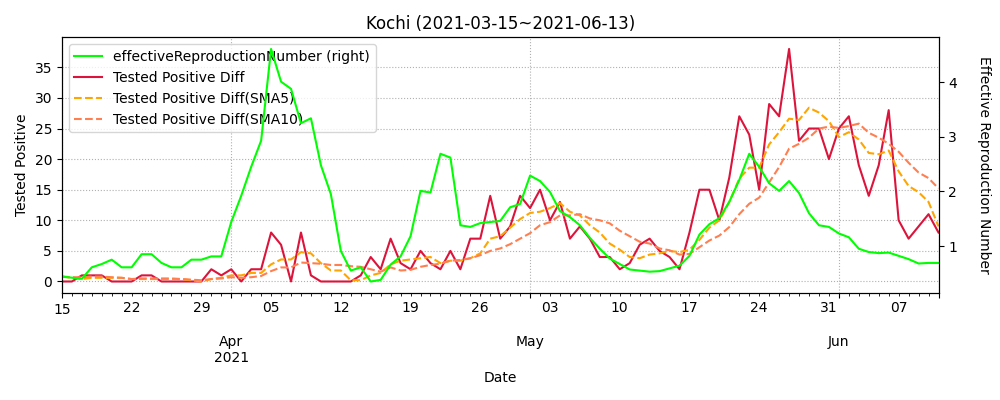 Kochi (2021-03-15~2021-06-13)
effectiveReproductionNumber (right)
Tested Positive Diff
Tested Positive Diff(SMA5)
Tested Positive Diff(SMA10)
Tested Positive
35
30
25
20
15
10
5
0
4
3
2
1
Effective Reproduction Number
15 22 29 05 12 19 26 03 10 17 24 31 07
Apr May Jun
2021
Date